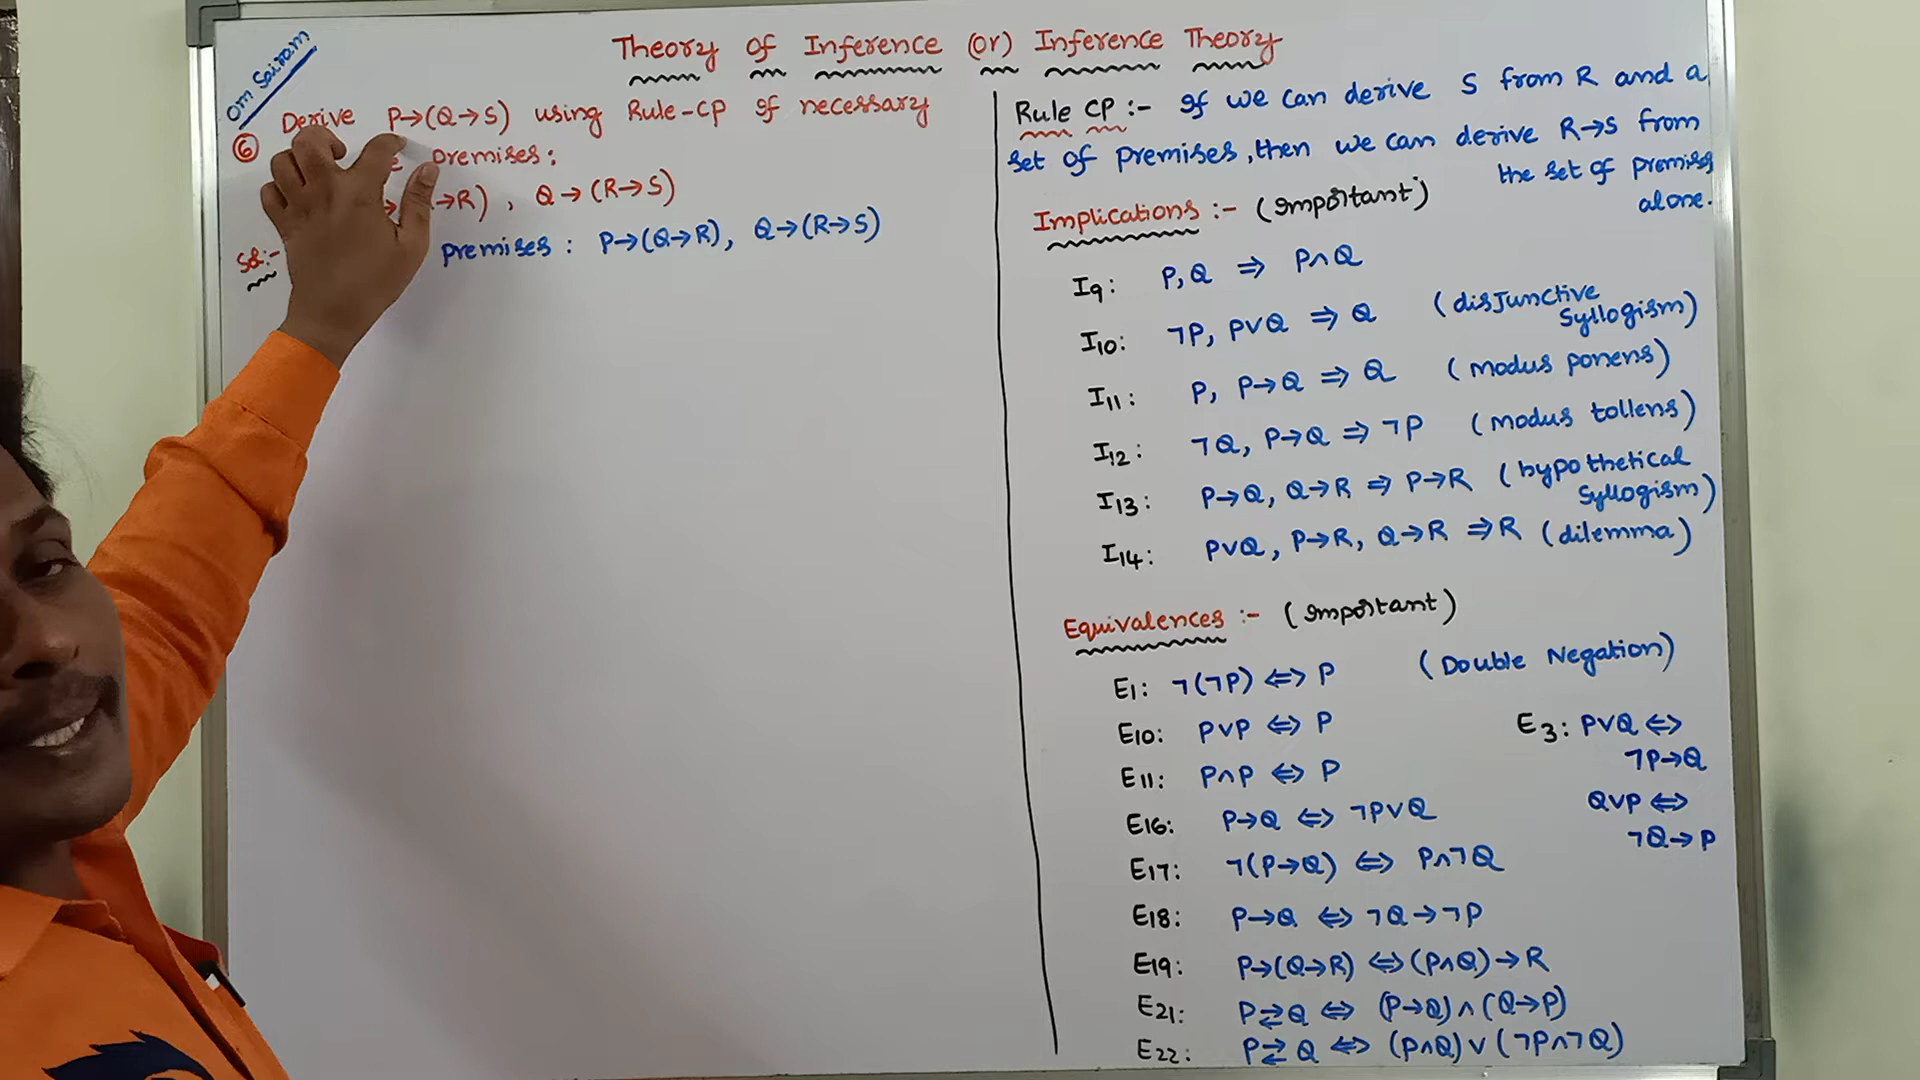 Theory of Inference (or) Inference Theory
Om Sairam
⑥ Derive P→(Q→S) using Rule-CP if necessary
premises:
→R), Q→(R→S)
Sol:- premises: P→(Q→R), Q→(R→S)
Rule CP :- If we can derive S from R and a
set of premises, then we can derive R→S from
the set of premises
alone.
Implications :- (Important)
I9: P, Q ⇒ P∧Q
I10: ¬P, P∨Q ⇒ Q (disjunctive
syllogism)
I11: P, P→Q ⇒ Q (modus ponens)
I12: ¬Q, P→Q ⇒ ¬P (modus tollens)
I13: P→Q, Q→R ⇒ P→R (hypothetical
syllogism)
I14: P∨Q, P→R, Q→R ⇒ R (dilemma)
Equivalences :- (Important)
E1: ¬(¬P) ⇔ P (Double Negation)
E10: P∨P ⇔ P
E11: P∧P ⇔ P
E16: P→Q ⇔ ¬P∨Q
E17: ¬(P→Q) ⇔ P∧¬Q
E18: P→Q ⇔ ¬Q→¬P
E19: P→(Q→R) ⇔ (P∧Q)→R
E21: P⇄Q ⇔ (P→Q)∧(Q→P)
E22: P⇄Q ⇔ (P∧Q)∨(¬P∧¬Q)
E3: P∨Q ⇔
¬P→Q
Q∨P ⇔
¬Q→P